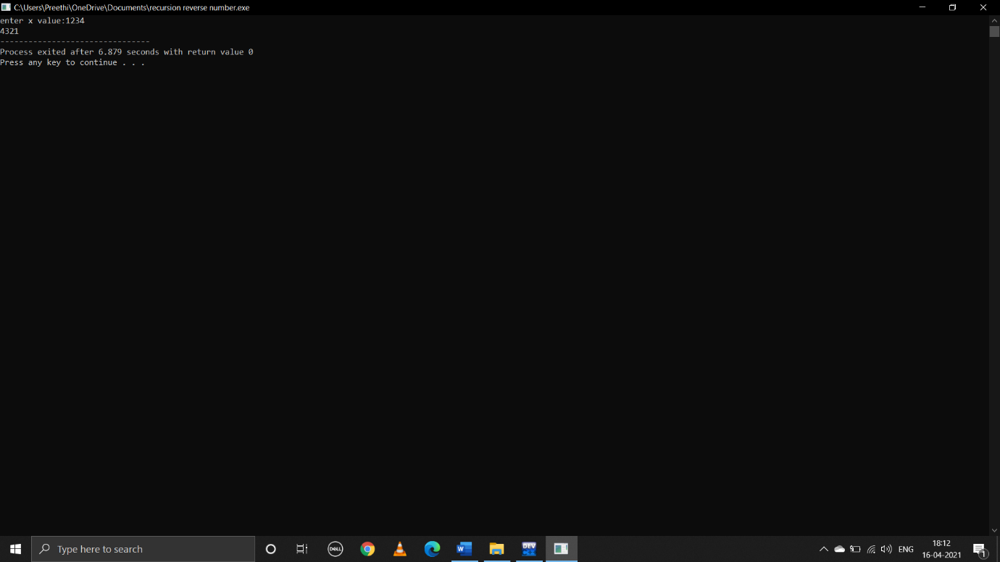 C:\Users\Preethi\OneDrive\Documents\recursion reverse number.exe
enter x value:1234
4321
--------------------------------
Process exited after 6.879 seconds with return value 0
Press any key to continue . . .
Type here to search
DELL
W
DEV
C++
ENG
18:12
16-04-2021
1